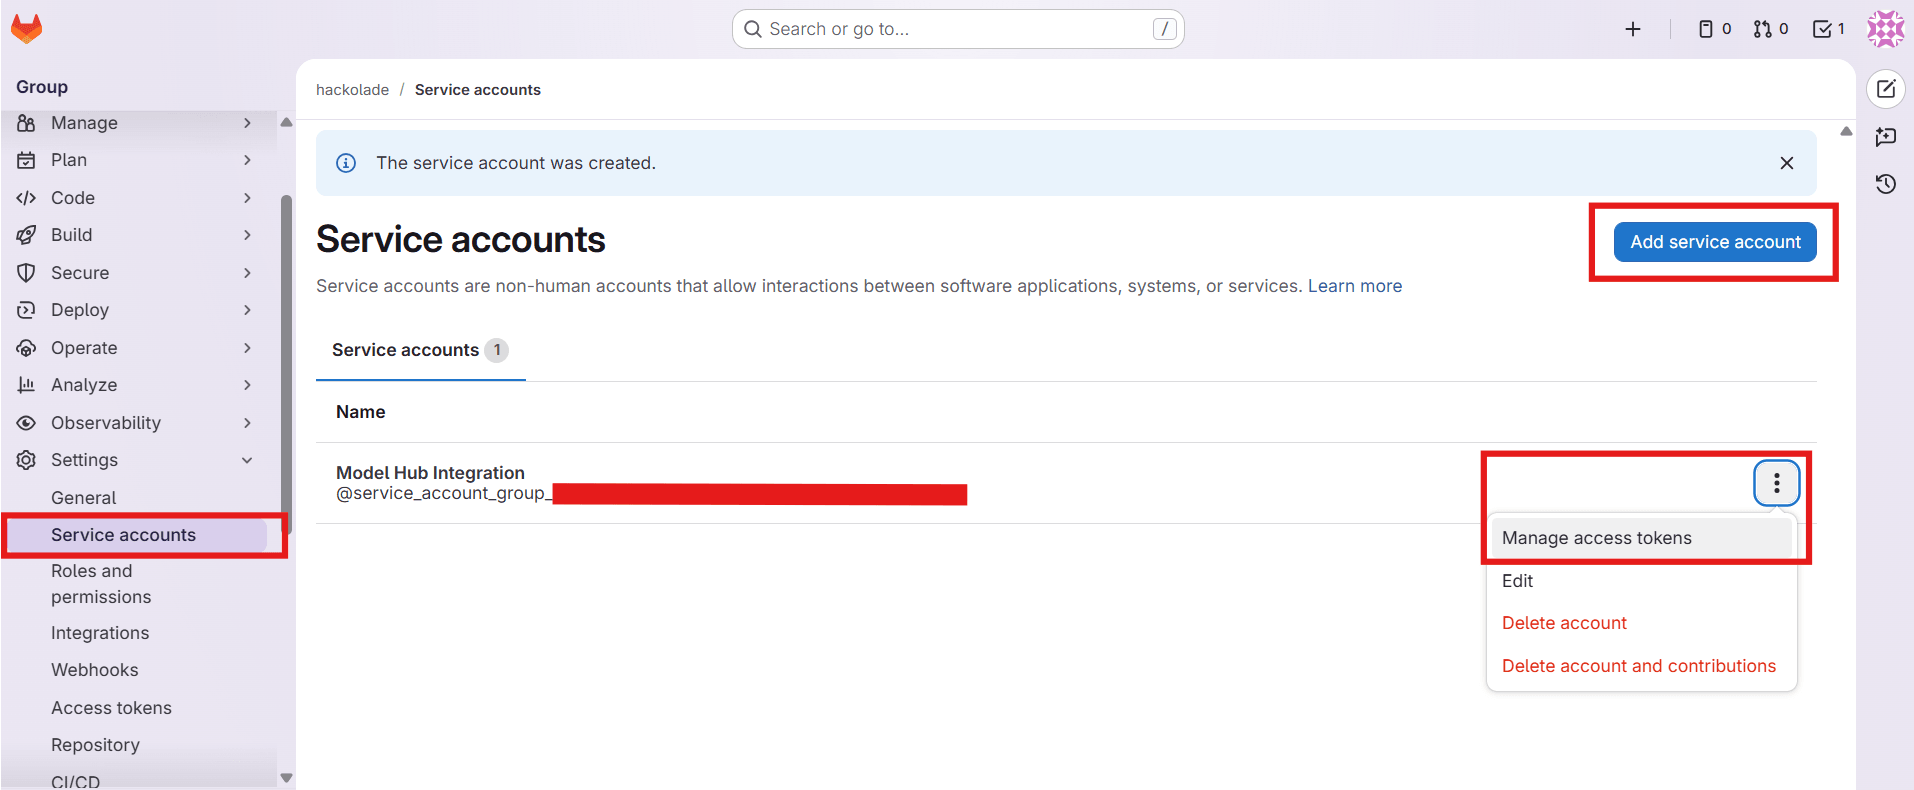 Search or go to...
/
0
0
1
Group
Manage
Plan
Code
Build
Secure
Deploy
Operate
Analyze
Observability
Settings
General
Service accounts
Roles and
permissions
Integrations
Webhooks
Access tokens
Repository
CI/CD
hackolade / Service accounts
The service account was created.
Service accounts
Add service account
Service accounts are non-human accounts that allow interactions between software applications, systems, or services. Learn more
Service accounts 1
Name
Model Hub Integration
@service_account_group_
Manage access tokens
Edit
Delete account
Delete account and contributions